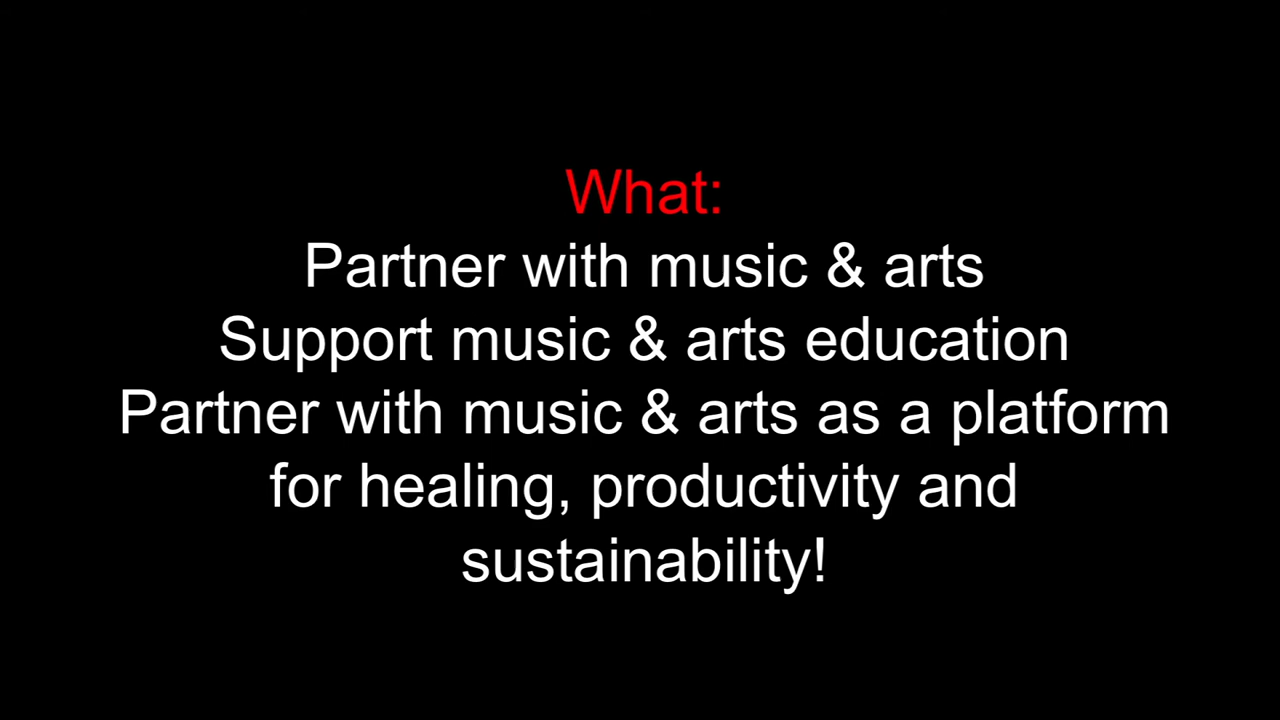 What:
Partner with music & arts
Support music & arts education
Partner with music & arts as a platform
for healing, productivity and
sustainability!